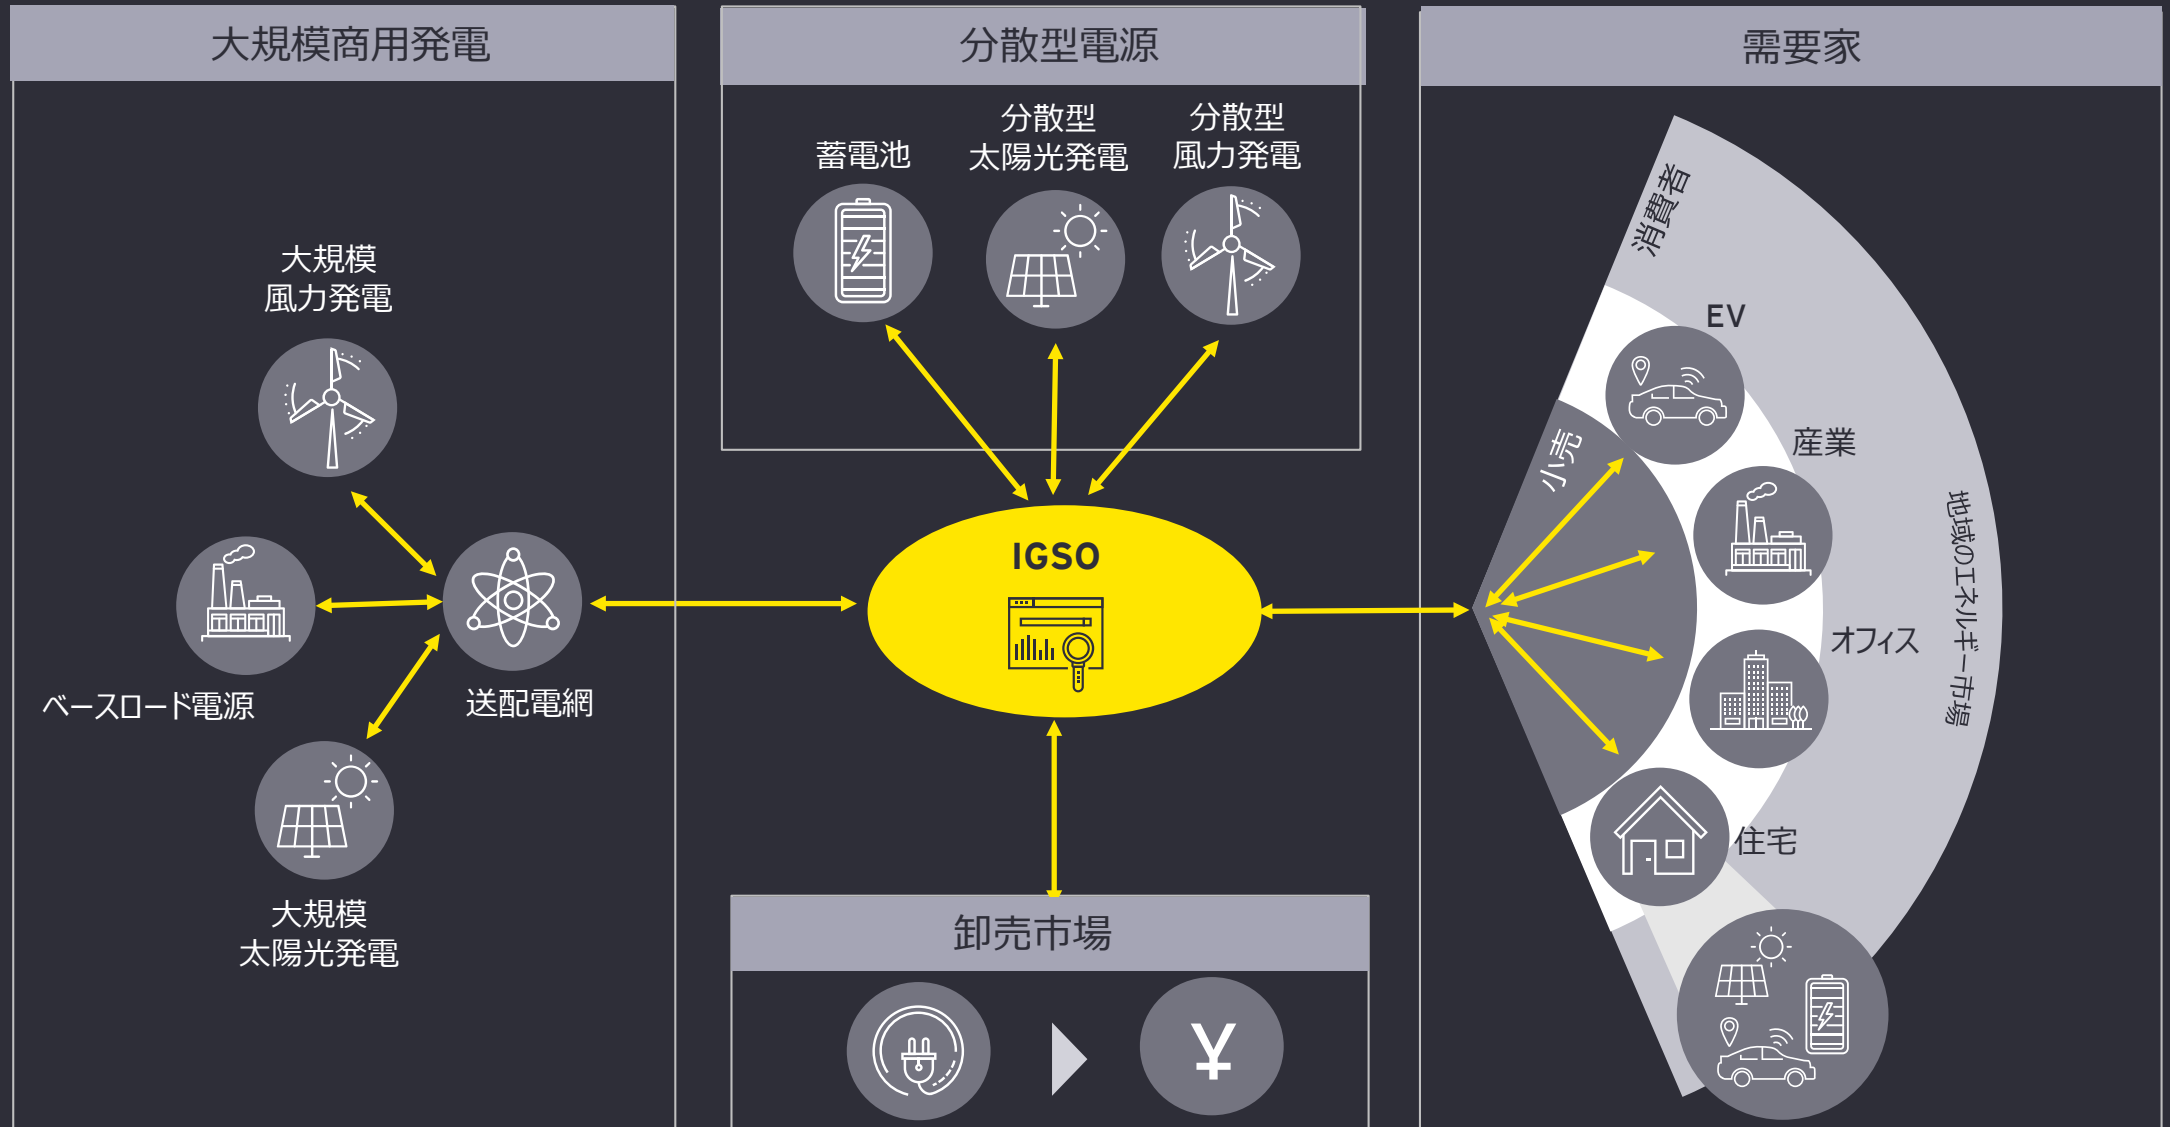 大規模商用発電
大規模
風力発電
ベースロード電源
送配電網
大規模
太陽光発電
分散型電源
蓄電池
分散型
太陽光発電
分散型
風力発電
IGSO
卸売市場
¥
需要家
消費者
小売
EV
産業
オフィス
住宅
地域のエネルギー市場